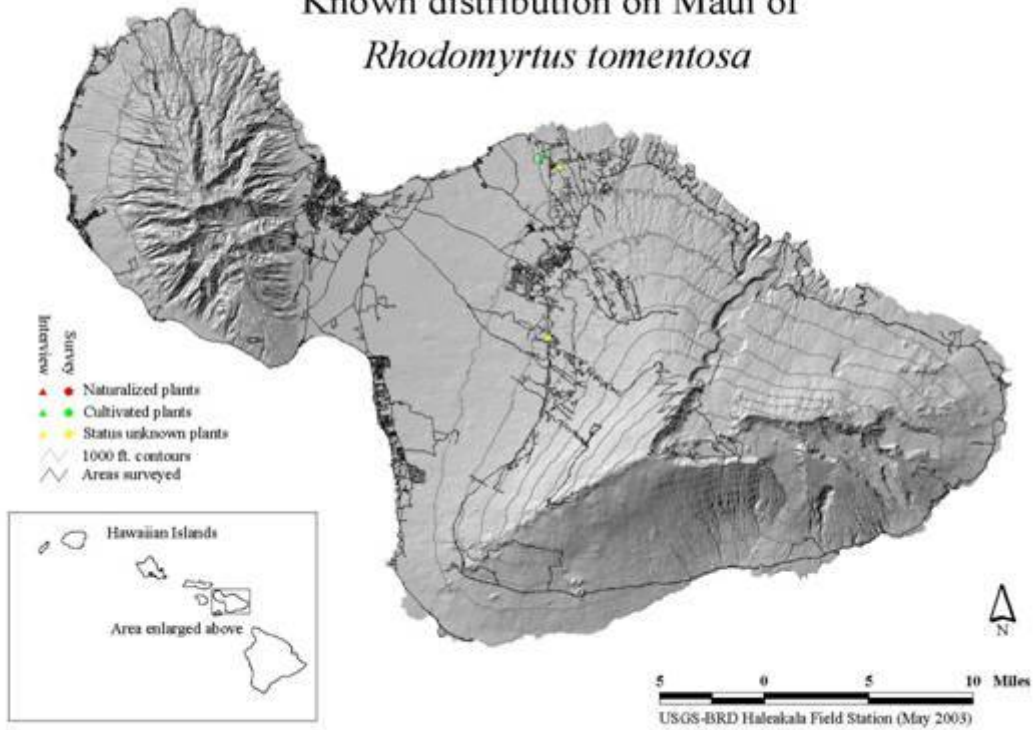 Known distribution on Maui of
Rhodomyrtus tomentosa
Interview
Survey
Naturalized plants
Cultivated plants
Status unknown plants
1000 ft. contours
Areas surveyed
Hawaiian Islands
Area enlarged above
N
5 0 5 10 Miles
USGS-BRD Haleakala Field Station (May 2003)